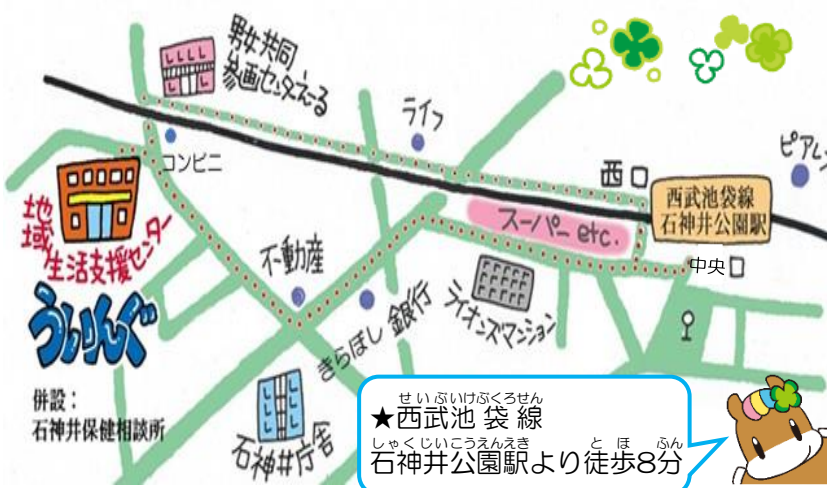 男女共同
参画センターえーる
ライフ
コンビニ
西口
ピアレ
西武池袋線
石神井公園駅
スーパー etc.
中央口
地域
生活支援センター
ういんぐ
不動産
きらぼし銀行
ライオンズマンション
併設：
石神井保健相談所
石神井庁舎
せいぶいけぶくろせん
★西武池袋線
しゃくじいこうえんえき とほ ふん
石神井公園駅より徒歩8分